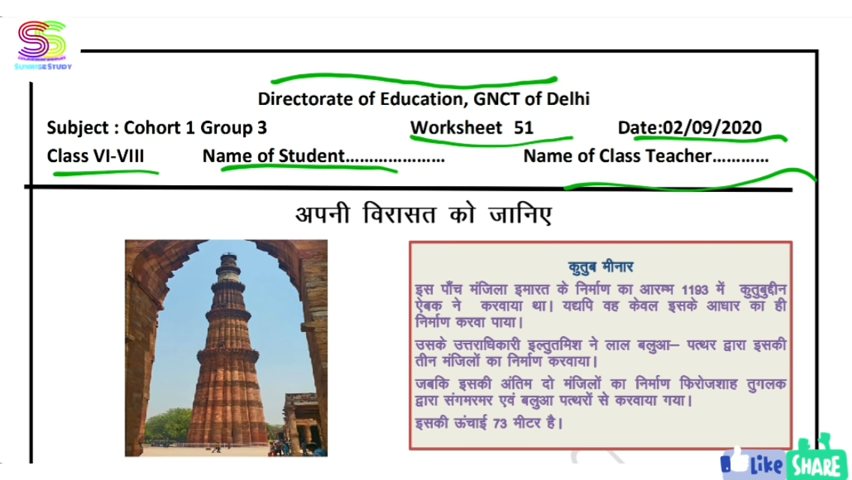 SS
SUNRISE STUDY
Directorate of Education, GNCT of Delhi
Subject : Cohort 1 Group 3 Worksheet 51 Date:02/09/2020
Class VI-VIII Name of Student...................... Name of Class Teacher............
अपनी विरासत को जानिए
कुतुब मीनार
इस पाँच मंजिला इमारत के निर्माण का आरम्भ 1193 में कुतुबुद्दीन
ऐबक ने करवाया था। यद्यपि वह केवल इसके आधार का ही
निर्माण करवा पाया।
उसके उत्तराधिकारी इल्तुतमिश ने लाल बलुआ– पत्थर द्वारा इसकी
तीन मंजिलों का निर्माण करवाया।
जबकि इसकी अंतिम दो मंजिलों का निर्माण फिरोजशाह तुगलक
द्वारा संगमरमर एवं बलुआ पत्थरों से करवाया गया।
इसकी ऊंचाई 73 मीटर है।
Like SHARE